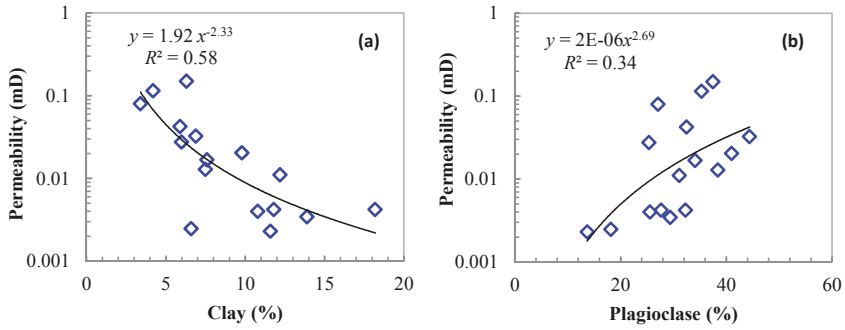 y = 1.92 x^-2.33
R² = 0.58
(a)
Permeability (mD)
1
0.1
0.01
0.001
0 5 10 15 20
Clay (%)
y = 2E-06x^2.69
R² = 0.34
(b)
Permeability (mD)
1
0.1
0.01
0.001
0 20 40 60
Plagioclase (%)